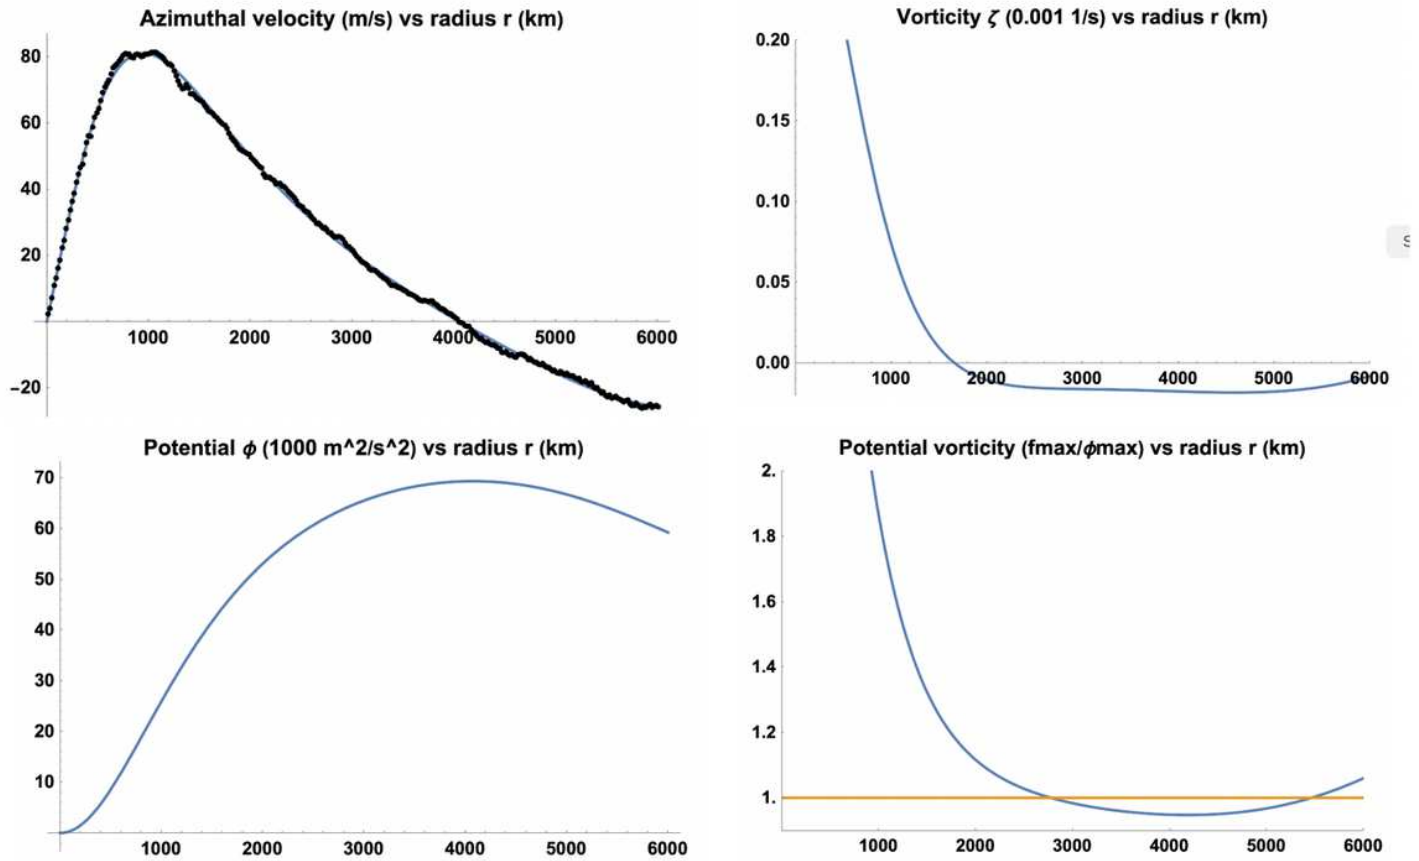 Azimuthal velocity (m/s) vs radius r (km)
80
60
40
20
−20
1000 2000 3000 4000 5000 6000
Vorticity ζ (0.001 1/s) vs radius r (km)
0.20
0.15
0.10
0.05
0.00
1000 2000 3000 4000 5000 6000
S
Potential ϕ (1000 m^2/s^2) vs radius r (km)
70
60
50
40
30
20
10
1000 2000 3000 4000 5000 6000
Potential vorticity (fmax/ϕmax) vs radius r (km)
2.
1.8
1.6
1.4
1.2
1.
1000 2000 3000 4000 5000 6000